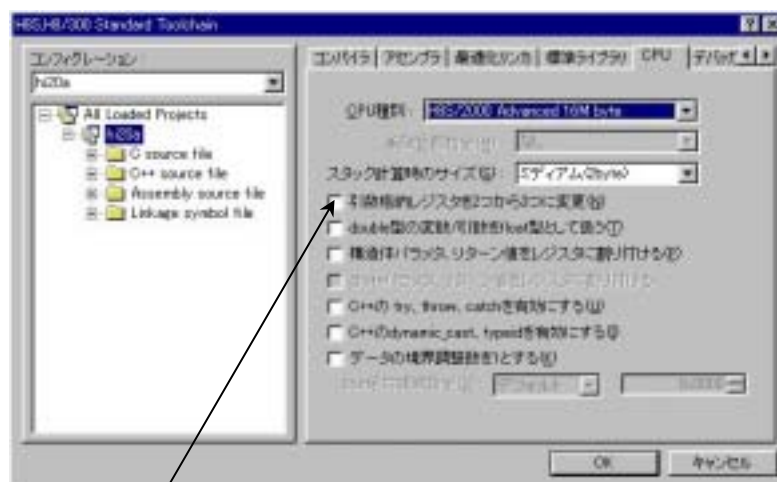 H8S,H8/300 Standard Toolchain
コンフィグレーション
コンパイラ アセンブラ 最適化リンカ 標準ライブラリ CPU
All Loaded Projects
C source file
C++ source file
Assembly source file
Linkage symbol file
CPU種別: H8S/2000 Advanced 16M byte
スタック計算時のサイズ(G): ミディアム(2byte)
引数格納レジスタを2つから3つに変更(N)
double型の変数/引数をfloat型として扱う(T)
構造体パラメタ、リターン値をレジスタに割り付ける(E)
C++の try, throw, catchを有効にする(U)
C++のdynamic_cast, typeidを有効にする
データの境界調整数を1とする(K)
OK キャンセル